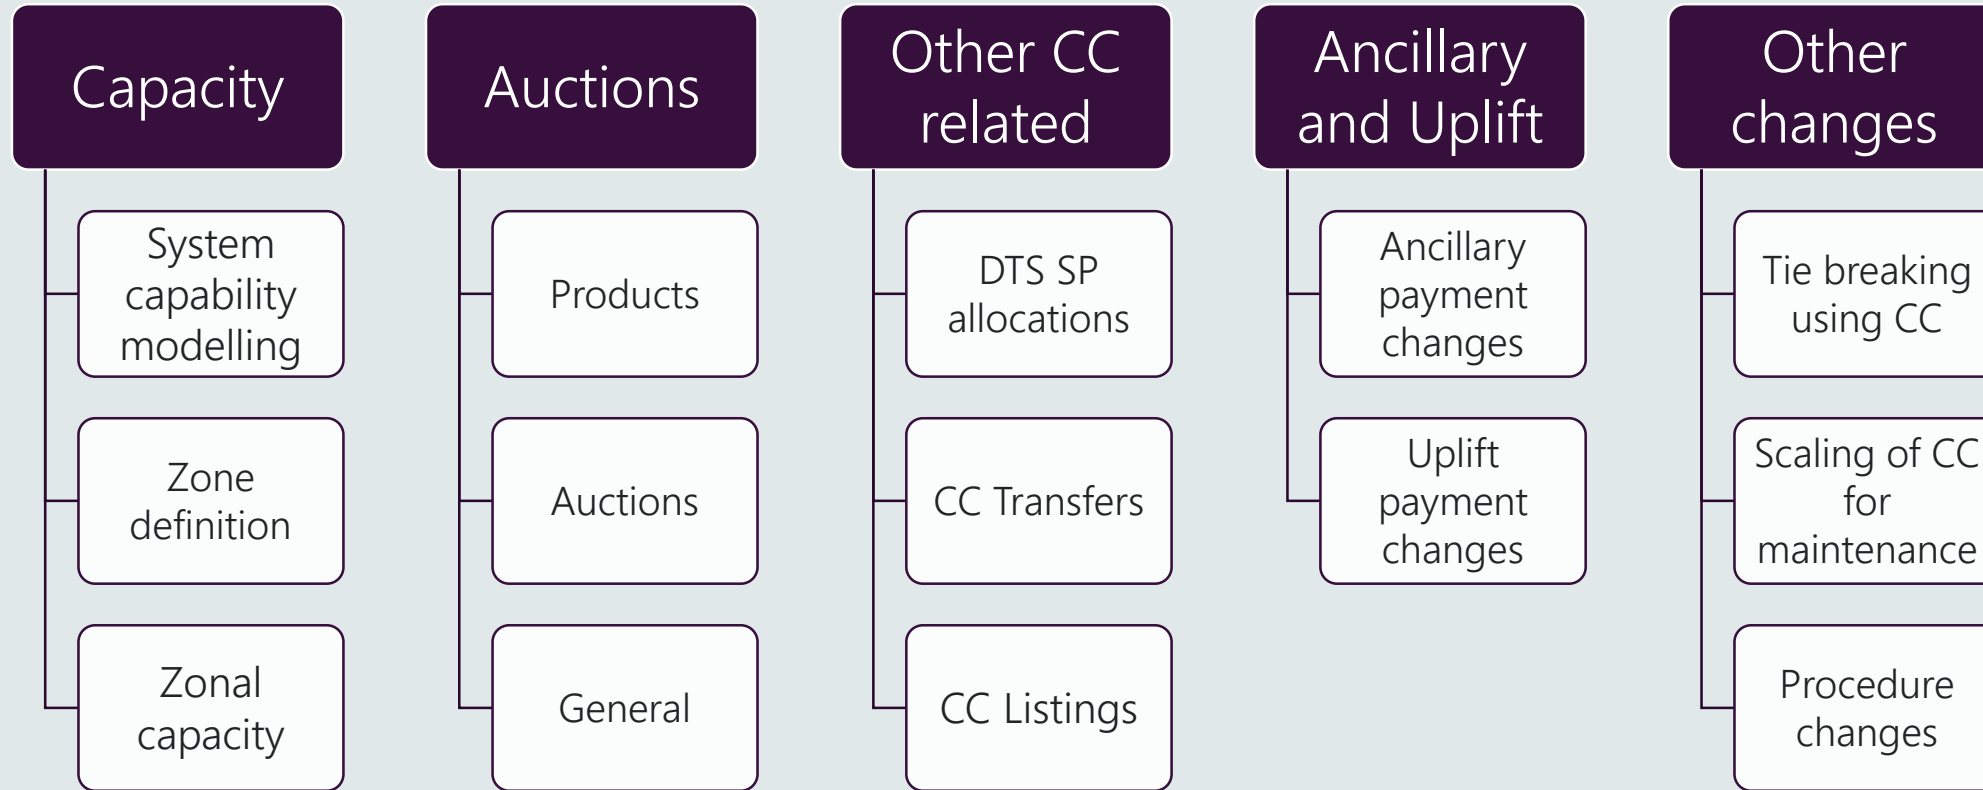 Capacity
System
capability
modelling
Zone
definition
Zonal
capacity
Auctions
Products
Auctions
General
Other CC
related
DTS SP
allocations
CC Transfers
CC Listings
Ancillary
and Uplift
Ancillary
payment
changes
Uplift
payment
changes
Other
changes
Tie breaking
using CC
Scaling of CC
for
maintenance
Procedure
changes